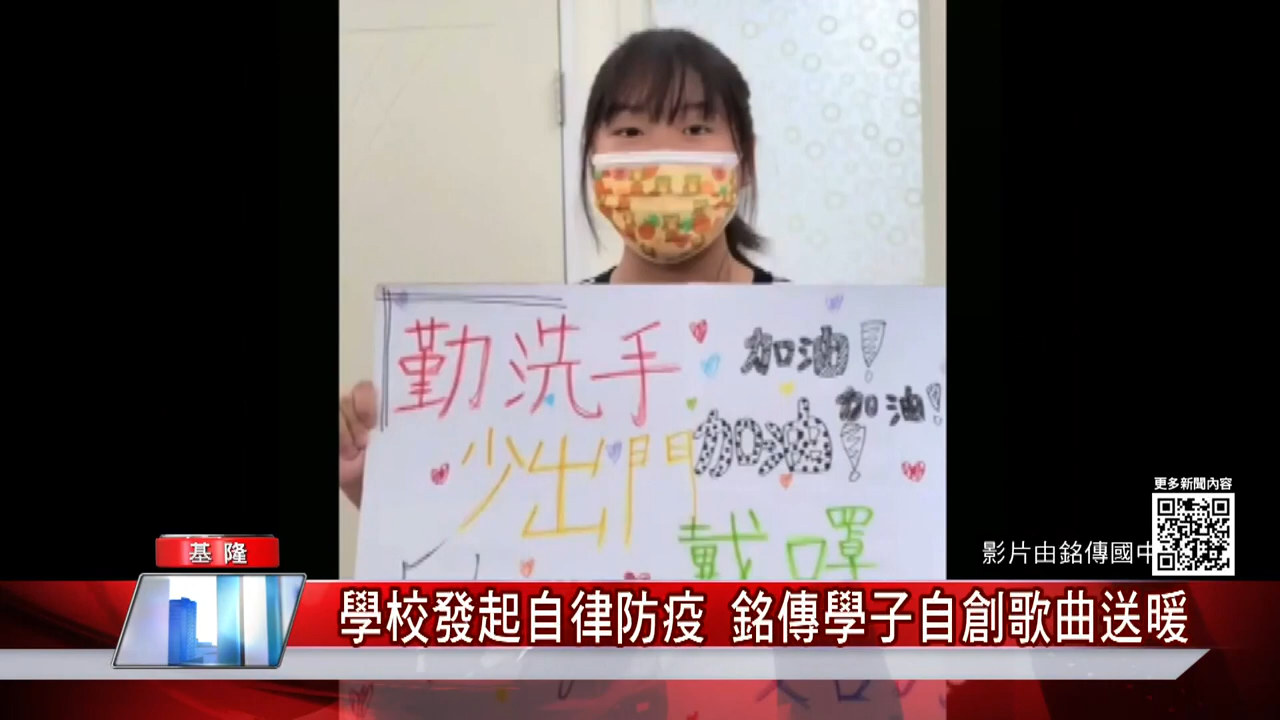 勤洗手
加油!
加油!
少出門
加油!
戴口罩
更多新聞內容
影片由銘傳國中
基隆
學校發起自律防疫 銘傳學子自創歌曲送暖